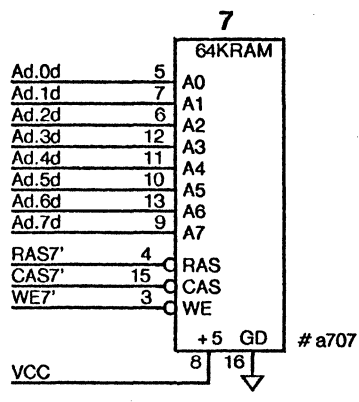 7
64KRAM
Ad.0d 5 A0
Ad.1d 7 A1
Ad.2d 6 A2
Ad.3d 12 A3
Ad.4d 11 A4
Ad.5d 10 A5
Ad.6d 13 A6
Ad.7d 9 A7
RAS7' 4 RAS
CAS7' 15 CAS
WE7' 3 WE
+5 GD # a707
8 16
VCC